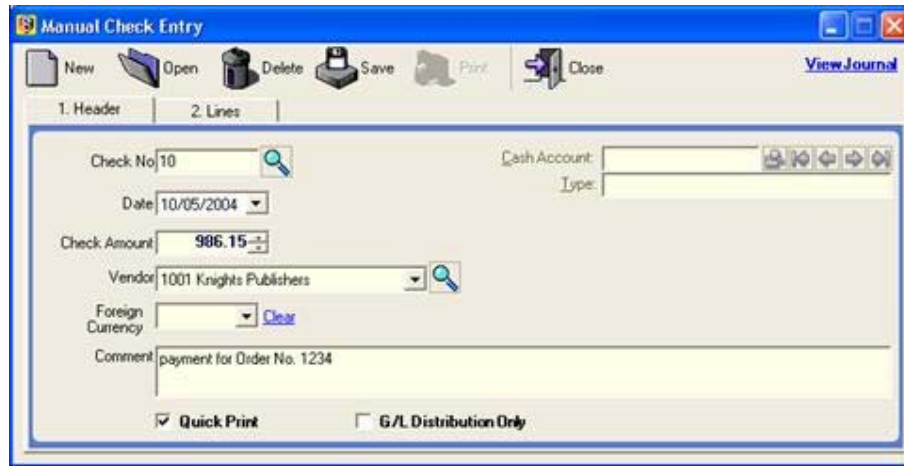 Manual Check Entry
New Open Delete Save Print Close View Journal
1. Header 2. Lines
Check No 10 Cash Account:
Type:
Date 10/05/2004
Check Amount 986.15
Vendor 1001 Knights Publishers
Foreign
Currency Clear
Comment payment for Order No. 1234
Quick Print G/L Distribution Only